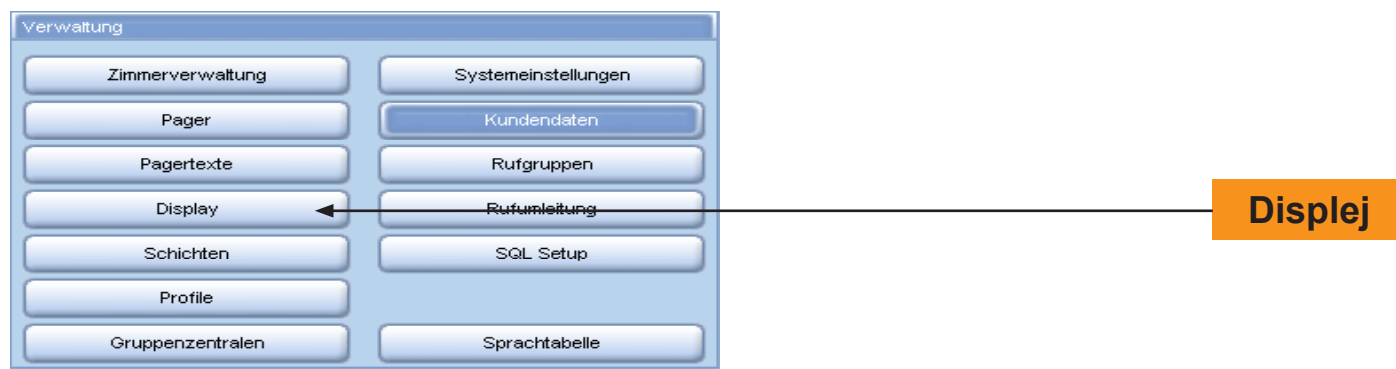 Verwaltung
Zimmerverwaltung
Systemeinstellungen
Pager
Kundendaten
Pagertexte
Rufgruppen
Display
Rufumleitung
Displej
Schichten
SQL Setup
Profile
Gruppenzentralen
Sprachtabelle